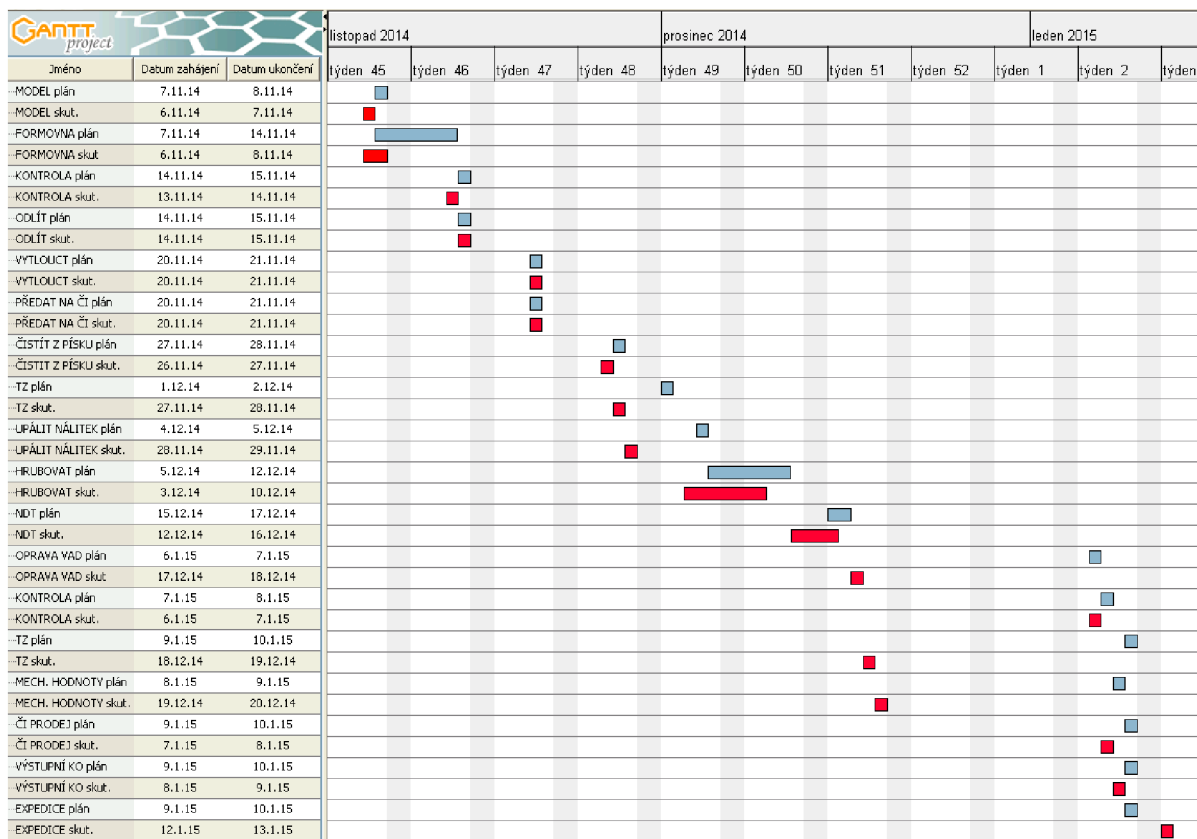 GANTT
project
listopad 2014 prosinec 2014 leden 2015
Jméno Datum zahájení Datum ukončení týden 45 týden 46 týden 47 týden 48 týden 49 týden 50 týden 51 týden 52 týden 1 týden 2 týden
MODEL plán 7.11.14 8.11.14
MODEL skut. 6.11.14 7.11.14
FORMOVNA plán 7.11.14 14.11.14
FORMOVNA skut 6.11.14 8.11.14
KONTROLA plán 14.11.14 15.11.14
KONTROLA skut. 13.11.14 14.11.14
ODLÍT plán 14.11.14 15.11.14
ODLÍT skut. 14.11.14 15.11.14
VYTLOUCT plán 20.11.14 21.11.14
VYTLOUCT skut. 20.11.14 21.11.14
PŘEDAT NA ČI plán 20.11.14 21.11.14
PŘEDAT NA ČI skut. 20.11.14 21.11.14
ČISTÍT Z PÍSKU plán 27.11.14 28.11.14
ČISTIT Z PÍSKU skut. 26.11.14 27.11.14
TZ plán 1.12.14 2.12.14
TZ skut. 27.11.14 28.11.14
UPÁLIT NÁLITEK plán 4.12.14 5.12.14
UPÁLIT NÁLITEK skut. 28.11.14 29.11.14
HRUBOVAT plán 5.12.14 12.12.14
HRUBOVAT skut. 3.12.14 10.12.14
NDT plán 15.12.14 17.12.14
NDT skut. 12.12.14 16.12.14
OPRAVA VAD plán 6.1.15 7.1.15
OPRAVA VAD skut 17.12.14 18.12.14
KONTROLA plán 7.1.15 8.1.15
KONTROLA skut. 6.1.15 7.1.15
TZ plán 9.1.15 10.1.15
TZ skut. 18.12.14 19.12.14
MECH. HODNOTY plán 8.1.15 9.1.15
MECH. HODNOTY skut. 19.12.14 20.12.14
ČI PRODEJ plán 9.1.15 10.1.15
ČI PRODEJ skut. 7.1.15 8.1.15
VÝSTUPNÍ KO plán 9.1.15 10.1.15
VÝSTUPNÍ KO skut. 8.1.15 9.1.15
EXPEDICE plán 9.1.15 10.1.15
EXPEDICE skut. 12.1.15 13.1.15